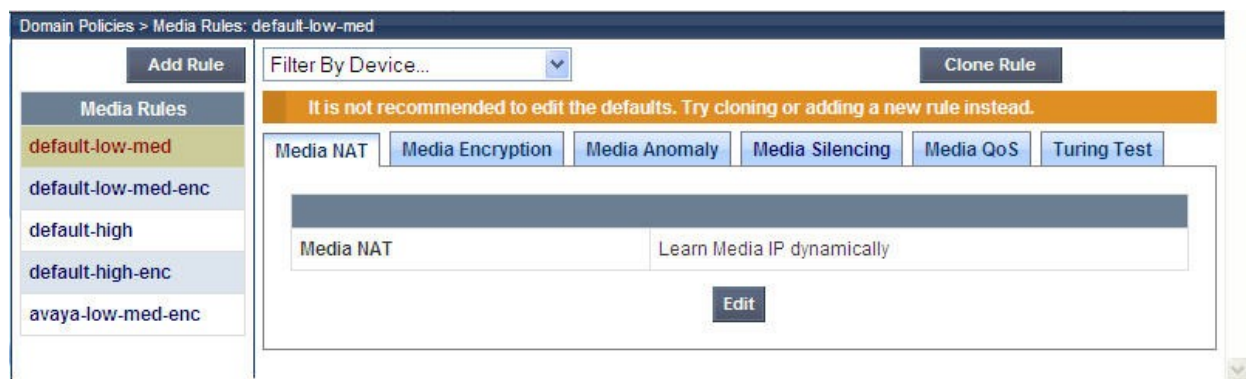 Domain Policies > Media Rules: default-low-med
Add Rule
Filter By Device...
Clone Rule
Media Rules
It is not recommended to edit the defaults. Try cloning or adding a new rule instead.
default-low-med
default-low-med-enc
default-high
default-high-enc
avaya-low-med-enc
Media NAT Media Encryption Media Anomaly Media Silencing Media QoS Turing Test
Media NAT Learn Media IP dynamically
Edit